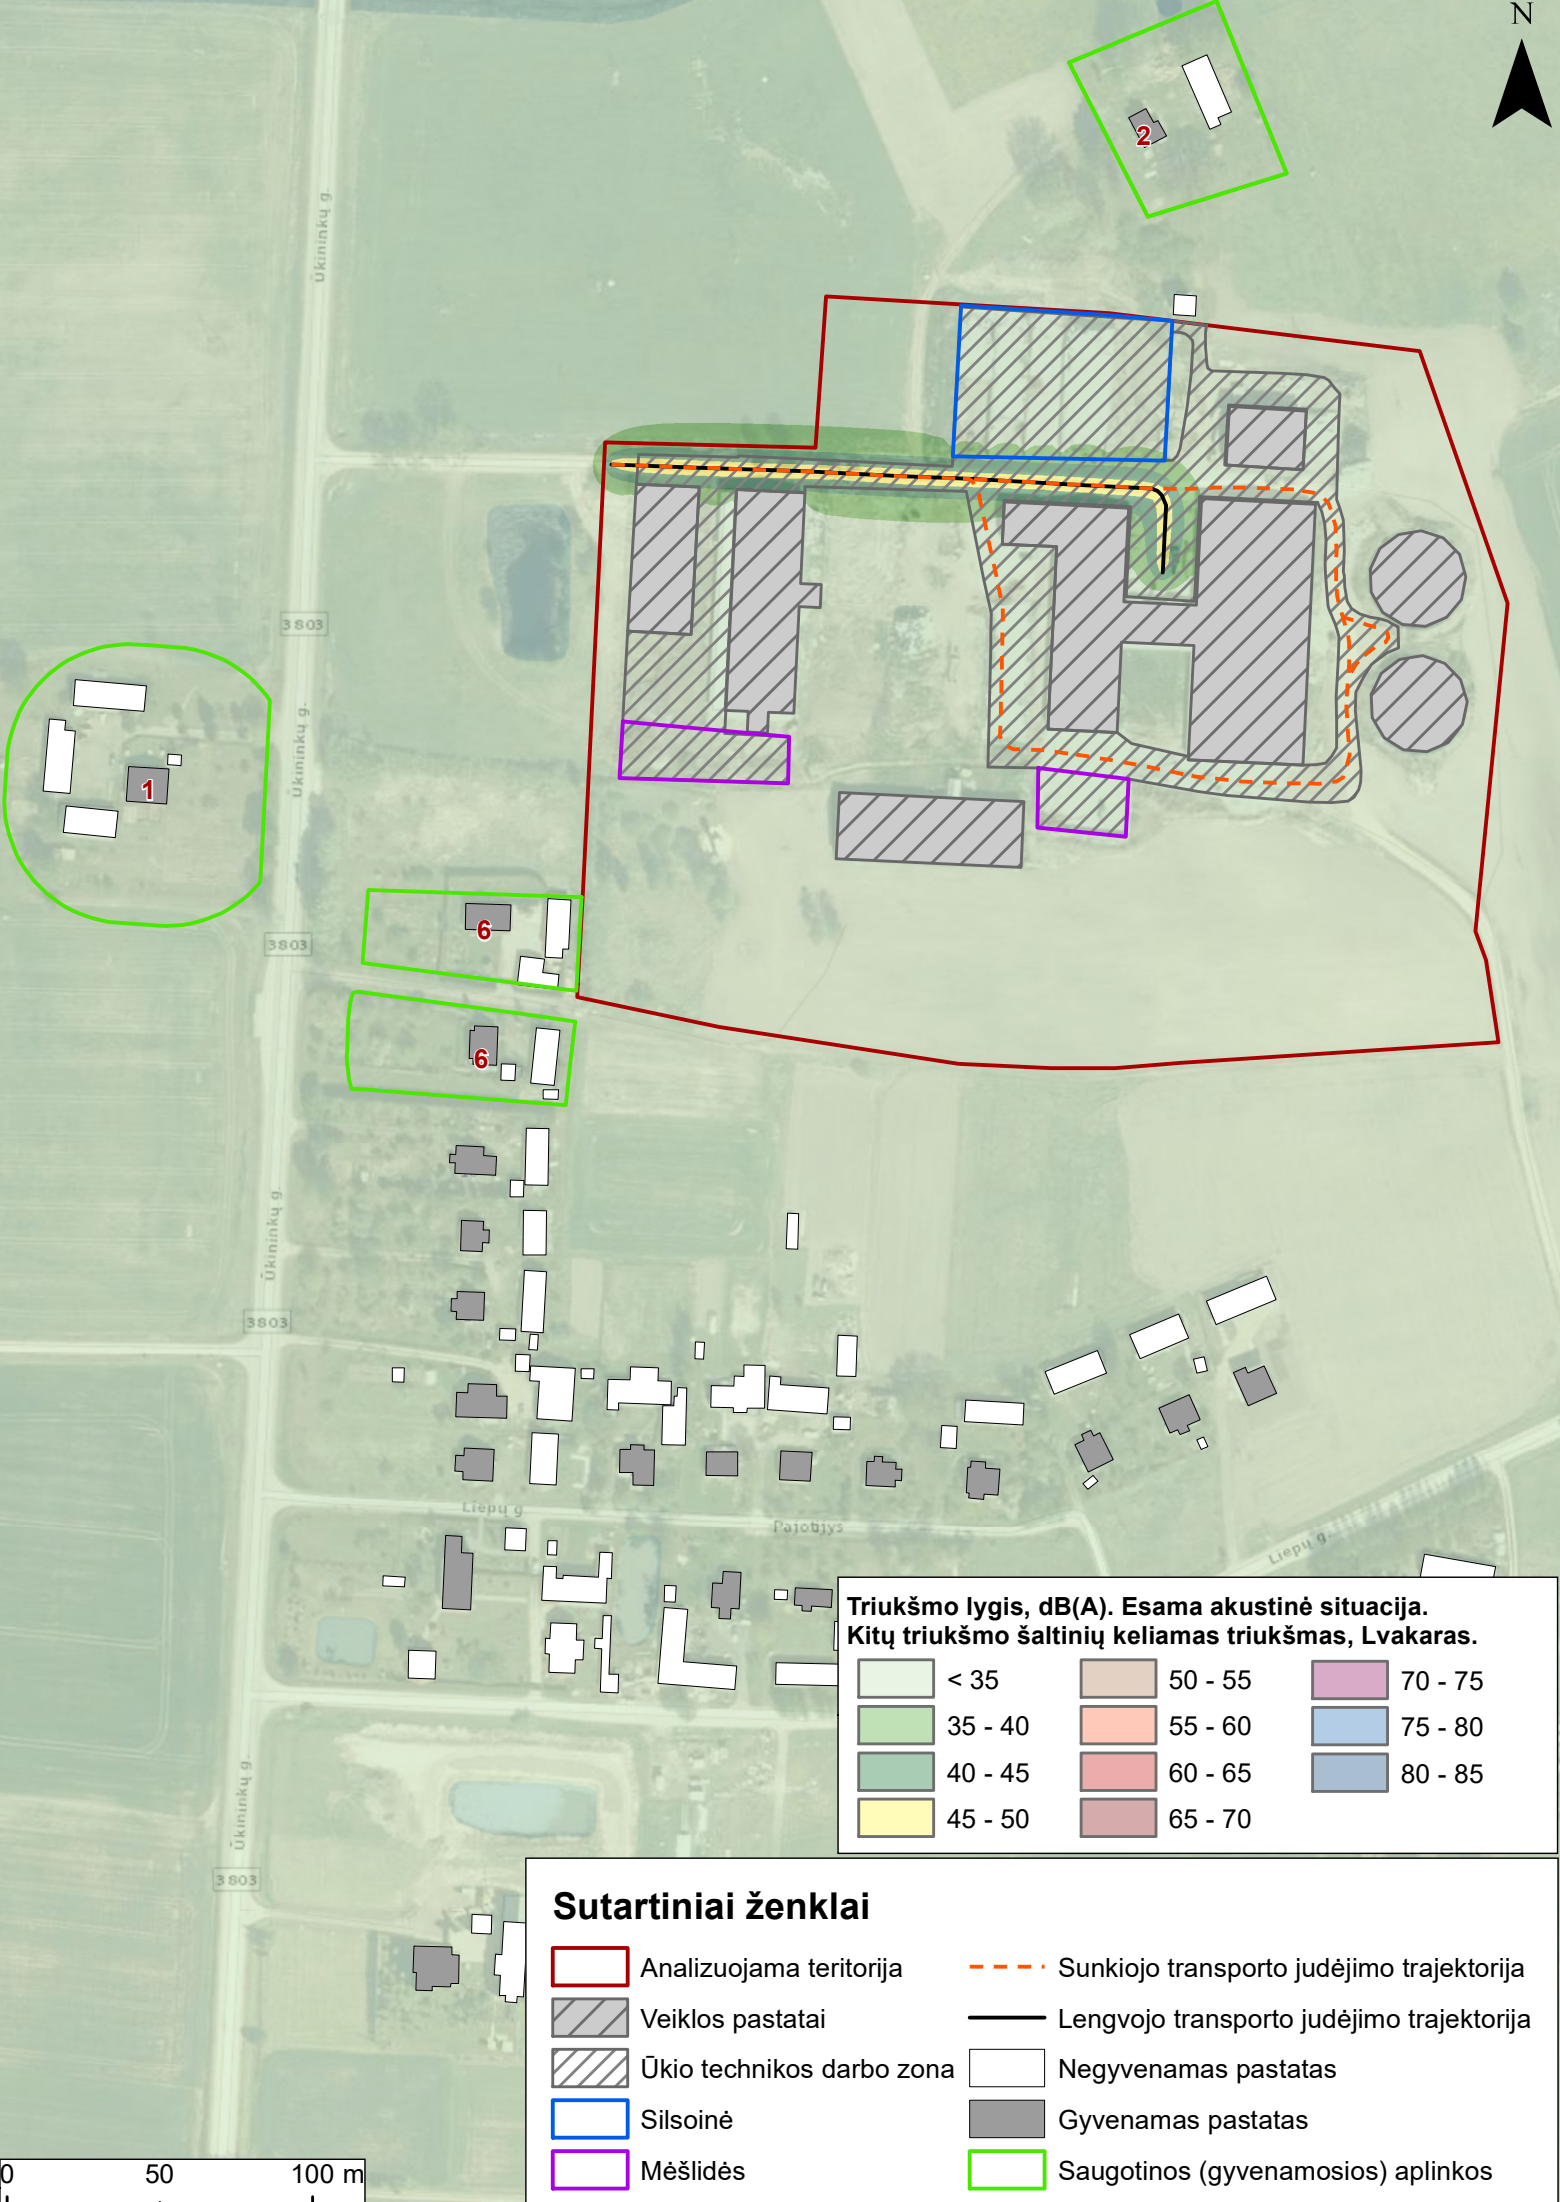 N
2
Ūkininkų g.
3803
Ūkininkų g.
1
6
3803
6
Ūkininkų g.
3803
Liepų g.
Pajotijys
Liepų g.
Triukšmo lygis, dB(A). Esama akustinė situacija.
Kitų triukšmo šaltinių keliamas triukšmas, Lvakaras.
< 35
50 - 55
70 - 75
35 - 40
55 - 60
75 - 80
40 - 45
60 - 65
80 - 85
45 - 50
65 - 70
Ūkininkų g.
3803
Sutartiniai ženklai
Analizuojama teritorija
Sunkiojo transporto judėjimo trajektorija
Veiklos pastatai
Lengvojo transporto judėjimo trajektorija
Ūkio technikos darbo zona
Negyvenamas pastatas
Silsoinė
Gyvenamas pastatas
Mėšlidės
Saugotinos (gyvenamosios) aplinkos
0 50 100 m